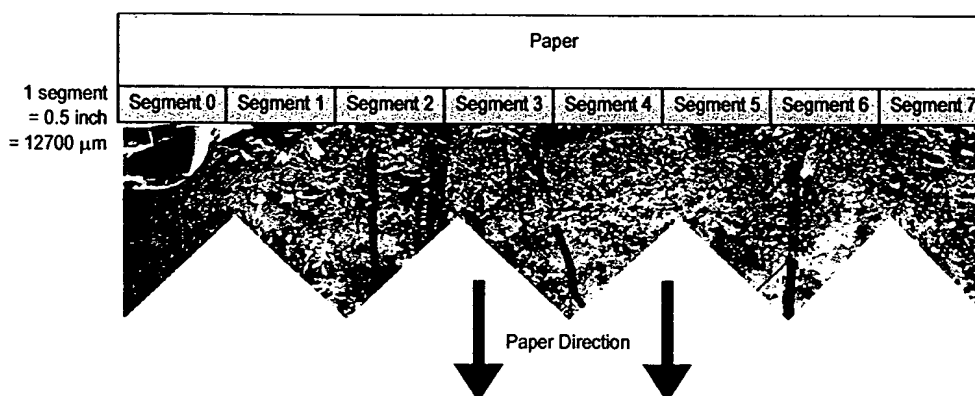 Paper
1 segment
= 0.5 inch
= 12700 µm
Segment 0 Segment 1 Segment 2 Segment 3 Segment 4 Segment 5 Segment 6 Segment 7
Paper Direction